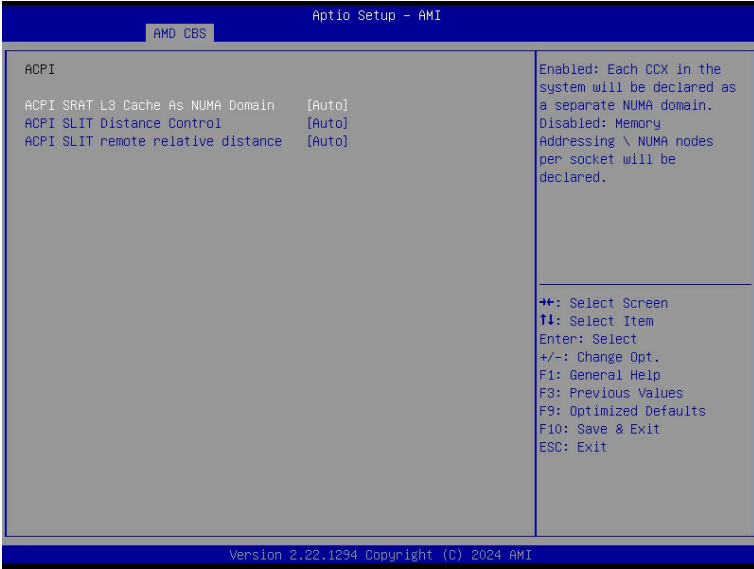 Aptio Setup - AMI
AMD CBS
ACPI
ACPI SRAT L3 Cache As NUMA Domain [Auto]
ACPI SLIT Distance Control [Auto]
ACPI SLIT remote relative distance [Auto]
Enabled: Each CCX in the
system will be declared as
a separate NUMA domain.
Disabled: Memory
Addressing \ NUMA nodes
per socket will be
declared.
→←: Select Screen
↑↓: Select Item
Enter: Select
+/-: Change Opt.
F1: General Help
F3: Previous Values
F9: Optimized Defaults
F10: Save & Exit
ESC: Exit
Version 2.22.1294 Copyright (C) 2024 AMI